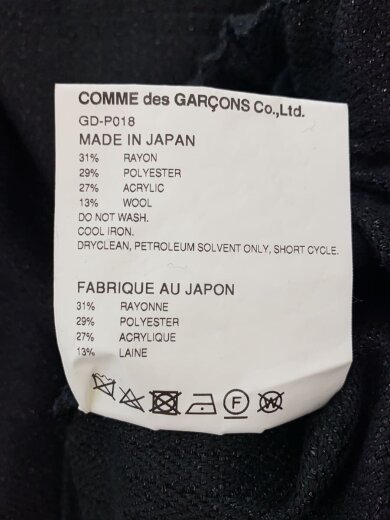 COMME des GARÇONS Co.,Ltd.
GD-P018
MADE IN JAPAN
31% RAYON
29% POLYESTER
27% ACRYLIC
13% WOOL
DO NOT WASH.
COOL IRON.
DRYCLEAN, PETROLEUM SOLVENT ONLY, SHORT CYCLE.
FABRIQUE AU JAPON
31% RAYONNE
29% POLYESTER
27% ACRYLIQUE
13% LAINE
F W